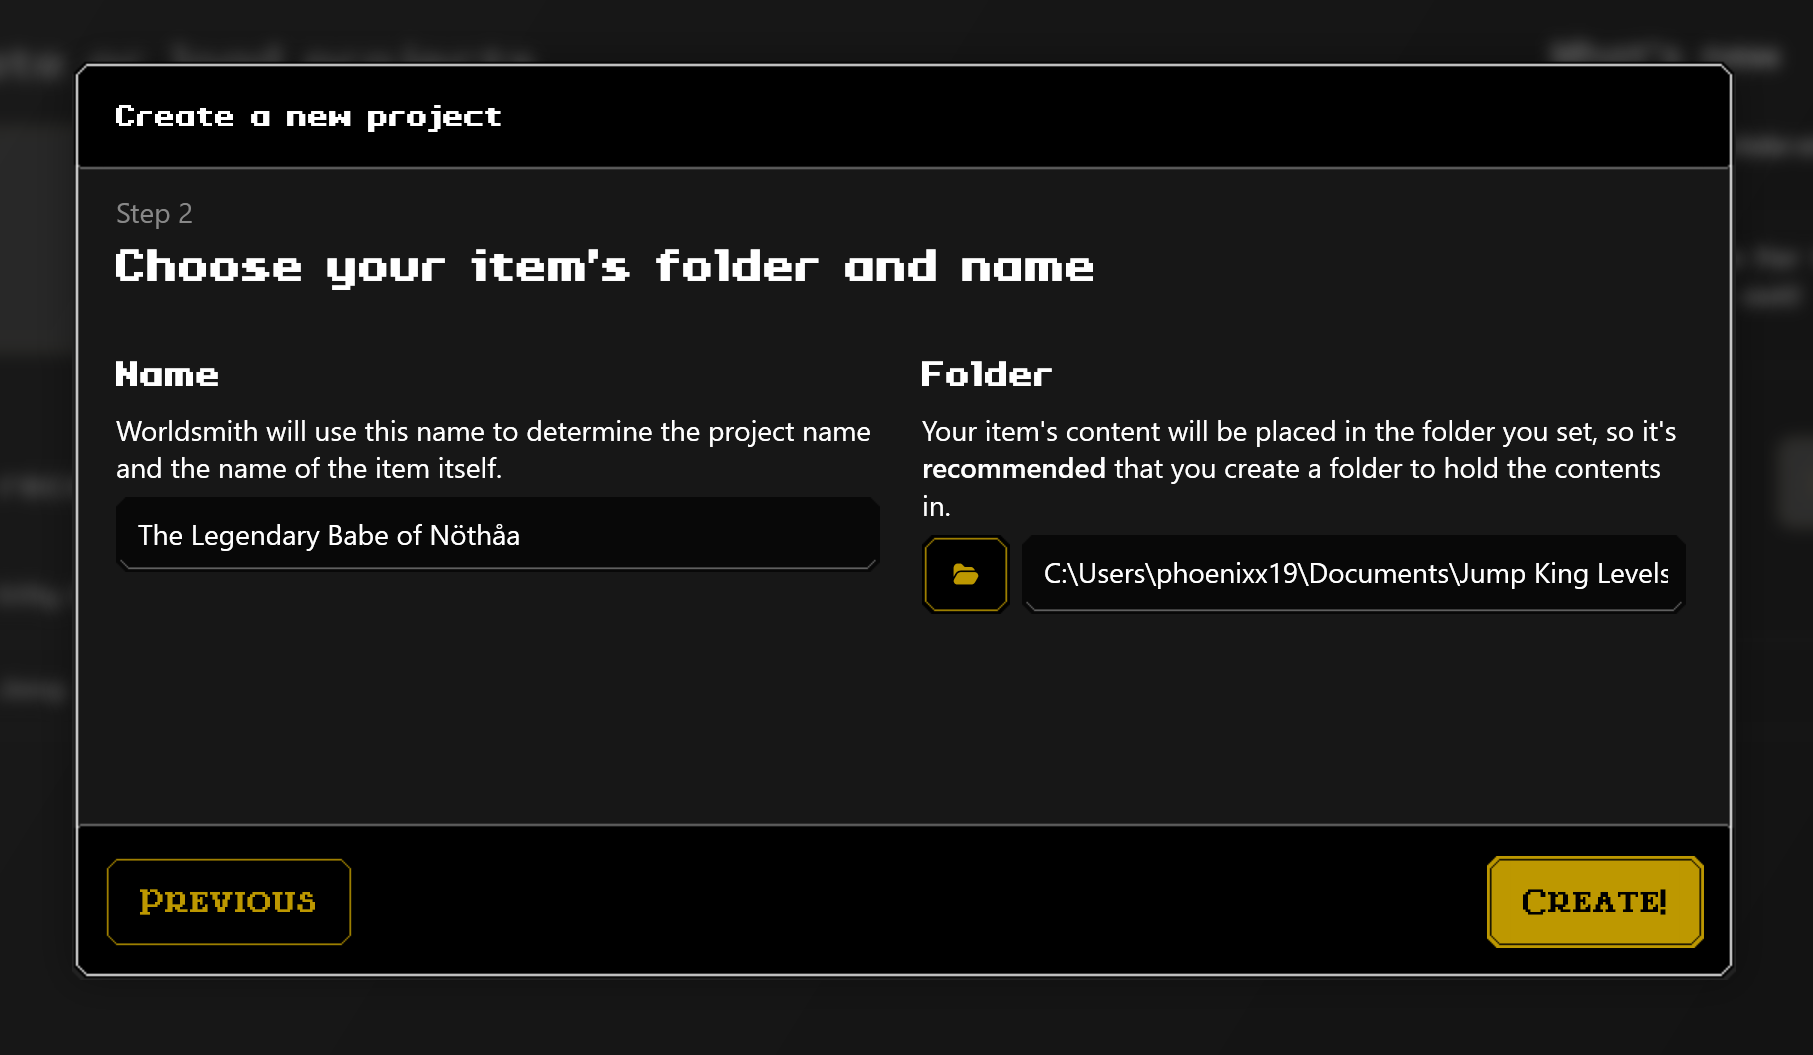 Create a new project
Step 2
Choose your item's folder and name
Name
Worldsmith will use this name to determine the project name
and the name of the item itself.
The Legendary Babe of Nöthåa
Folder
Your item's content will be placed in the folder you set, so it's
recommended that you create a folder to hold the contents
in.
C:\Users\phoenixx19\Documents\Jump King Levels
Previous
Create!